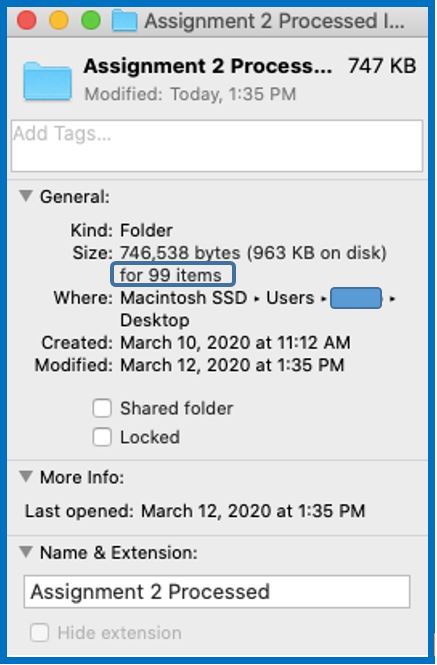 Assignment 2 Processed I...
Assignment 2 Process... 747 KB
Modified: Today, 1:35 PM
Add Tags...
General:
Kind: Folder
Size: 746,538 bytes (963 KB on disk)
for 99 items
Where: Macintosh SSD ▸ Users ▸ ▸
Desktop
Created: March 10, 2020 at 11:12 AM
Modified: March 12, 2020 at 1:35 PM
Shared folder
Locked
More Info:
Last opened: March 12, 2020 at 1:35 PM
Name & Extension:
Assignment 2 Processed
Hide extension